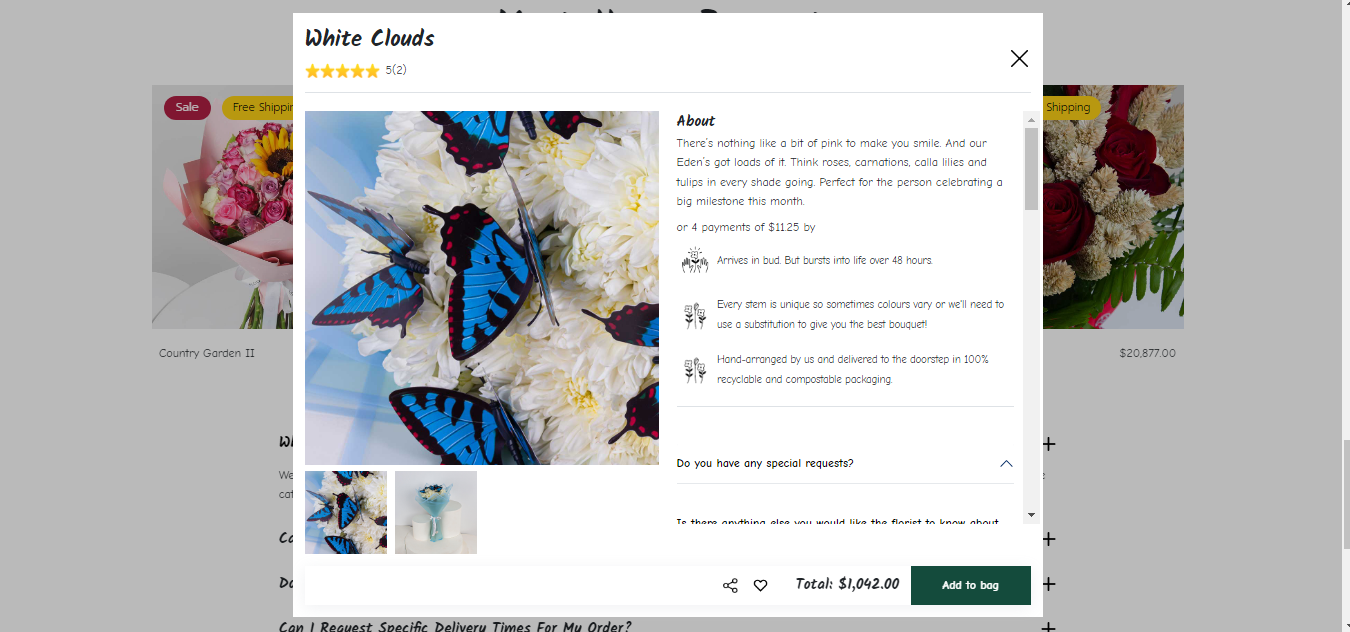 White Clouds
5(2)
Sale
Free Shippin
Shipping
About
There's nothing like a bit of pink to make you smile. And our
Eden's got loads of it. Think roses, carnations, calla lilies and
tulips in every shade going. Perfect for the person celebrating a
big milestone this month.
or 4 payments of $11.25 by
Arrives in bud. But bursts into life over 48 hours.
Every stem is unique so sometimes colours vary or we'll need to
use a substitution to give you the best bouquet!
Hand-arranged by us and delivered to the doorstep in 100%
recyclable and compostable packaging.
Country Garden II
$20,877.00
Do you have any special requests?
Is there anything else you would like the florist to know about
We
cat
Total: $1,042.00
Add to bag
Can I Request Specific Delivery Times For My Order?